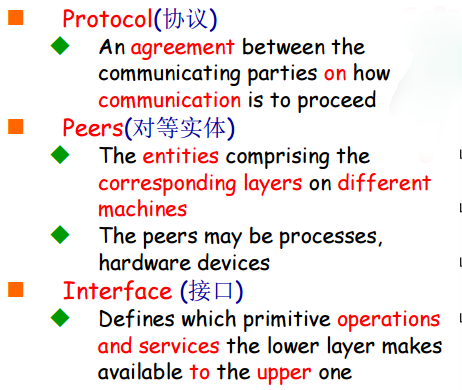 Protocol(协议)
An agreement between the
communicating parties on how
communication is to proceed
Peers(对等实体)
The entities comprising the
corresponding layers on different
machines
The peers may be processes,
hardware devices
Interface (接口)
Defines which primitive operations
and services the lower layer makes
available to the upper one